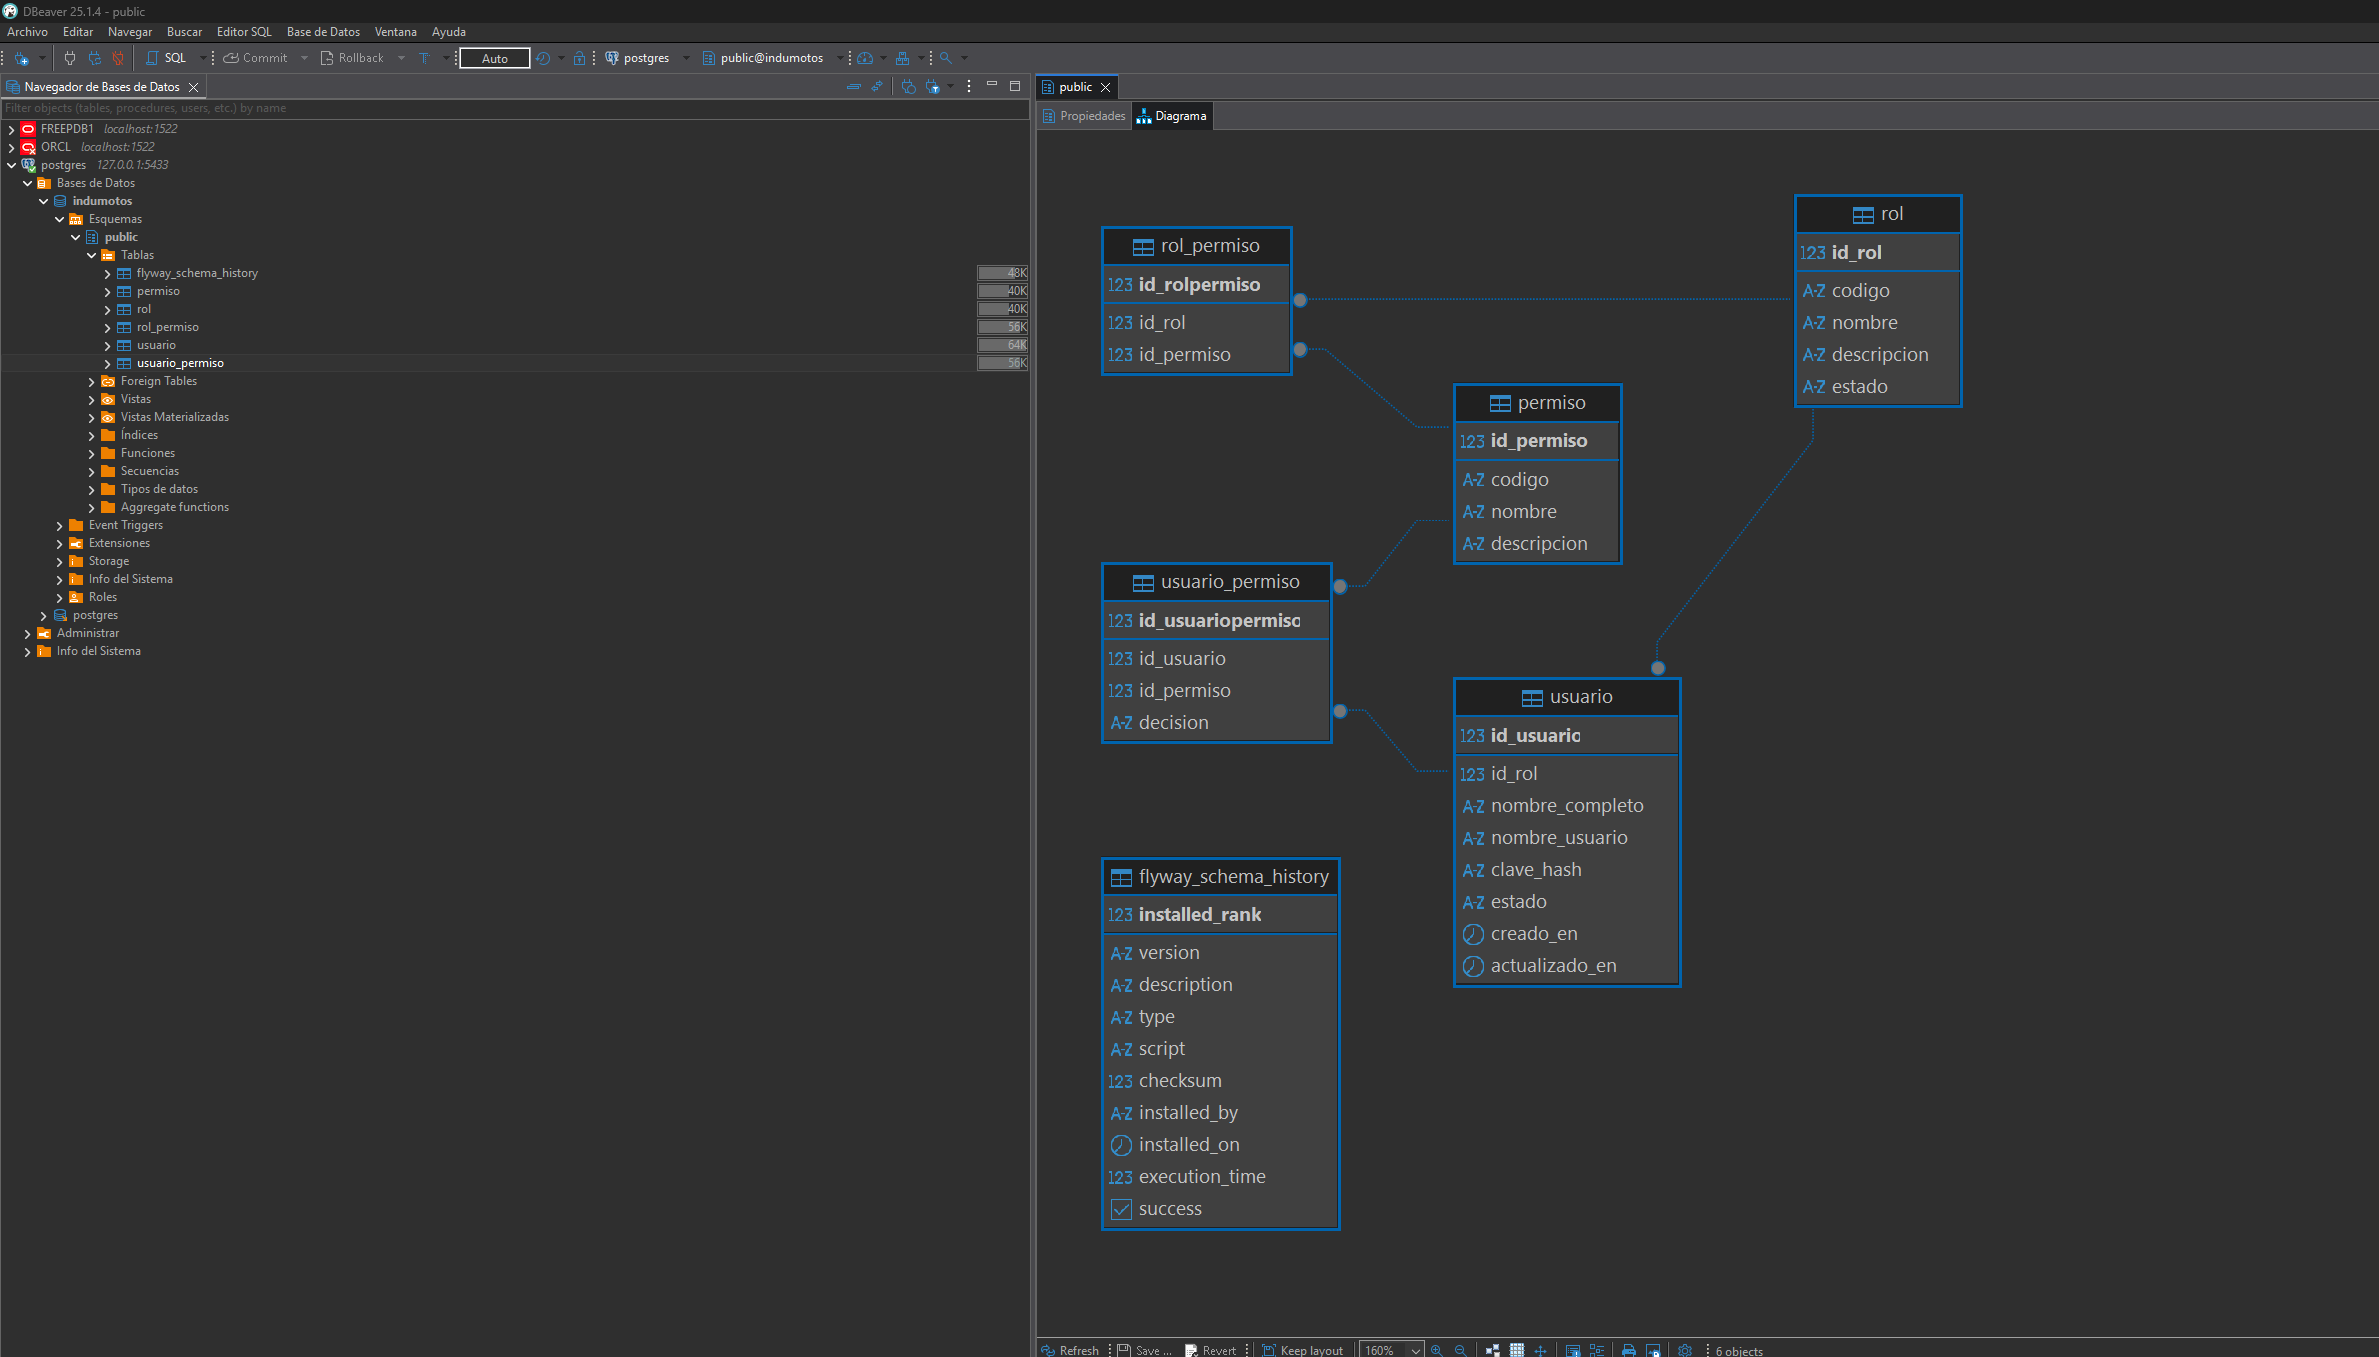 DBeaver 25.1.4 - public
Archivo Editar Navegar Buscar Editor SQL Base de Datos Ventana Ayuda
SQL Commit Rollback T Auto postgres public@indumotos
Navegador de Bases de Datos
Filter objects (tables, procedures, users, etc.) by name
FREEPDB1 localhost:1522
ORCL localhost:1522
postgres 127.0.0.1:5433
Bases de Datos
indumotos
Esquemas
public
Tablas
flyway_schema_history 48K
permiso 40K
rol 40K
rol_permiso 56K
usuario 64K
usuario_permiso 56K
Foreign Tables
Vistas
Vistas Materializadas
Índices
Funciones
Secuencias
Tipos de datos
Aggregate functions
Event Triggers
Extensiones
Storage
Info del Sistema
Roles
postgres
Administrar
Info del Sistema
public
Propiedades Diagrama
rol_permiso
123 id_rolpermiso
123 id_rol
123 id_permiso
rol
123 id_rol
A-Z codigo
A-Z nombre
A-Z descripcion
A-Z estado
permiso
123 id_permiso
A-Z codigo
A-Z nombre
A-Z descripcion
usuario_permiso
123 id_usuariopermiso
123 id_usuario
123 id_permiso
A-Z decision
usuario
123 id_usuario
123 id_rol
A-Z nombre_completo
A-Z nombre_usuario
A-Z clave_hash
A-Z estado
creado_en
actualizado_en
flyway_schema_history
123 installed_rank
A-Z version
A-Z description
A-Z type
A-Z script
123 checksum
A-Z installed_by
installed_on
123 execution_time
success
Refresh Save ... Revert Keep layout 160% 6 objects